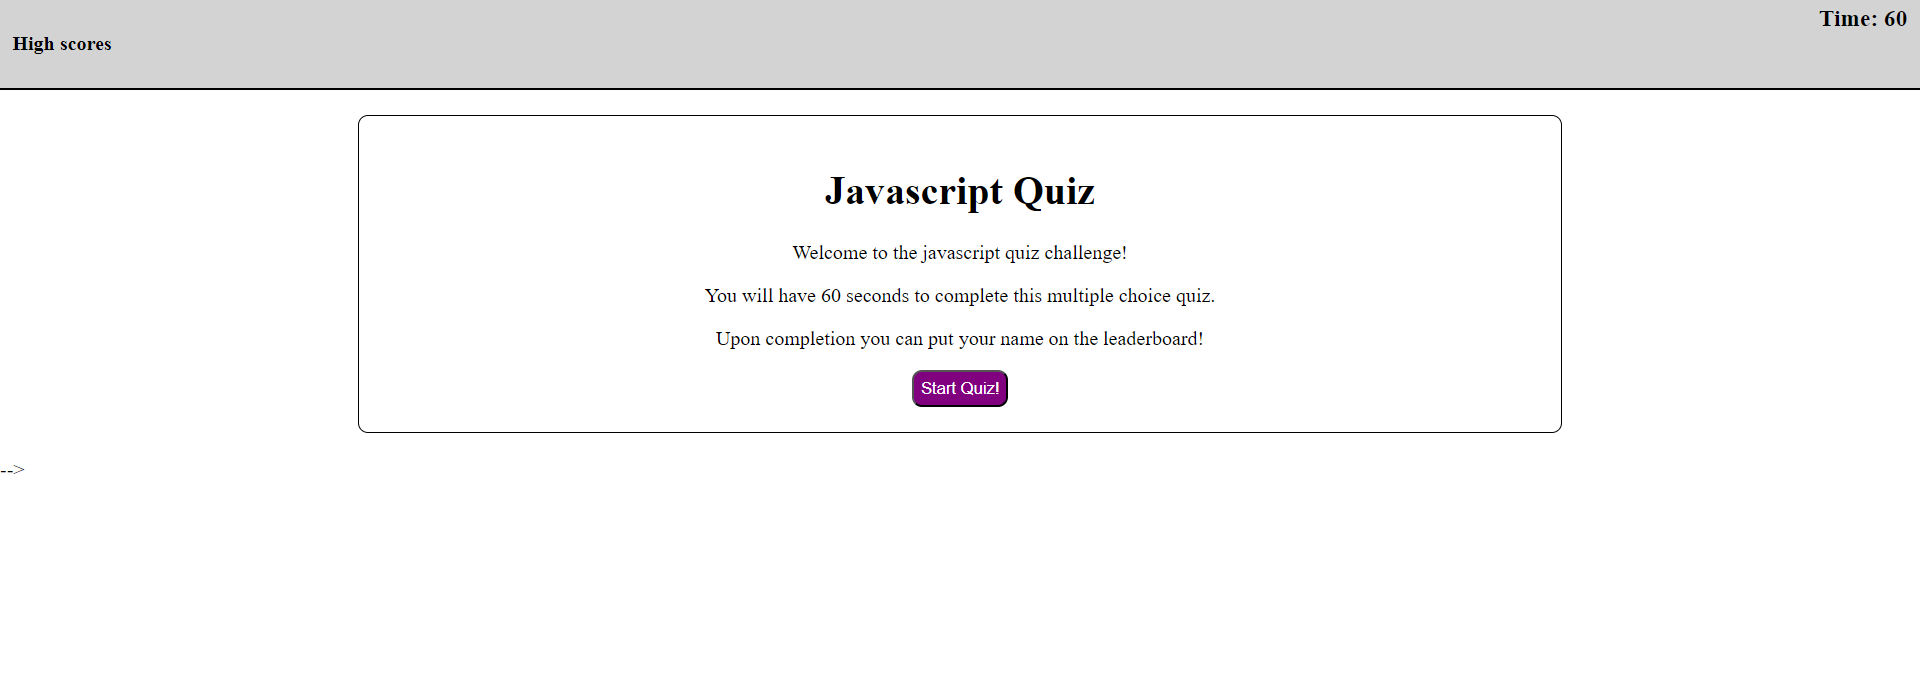 Time: 60
High scores
Javascript Quiz
Welcome to the javascript quiz challenge!
You will have 60 seconds to complete this multiple choice quiz.
Upon completion you can put your name on the leaderboard!
Start Quiz!
-->